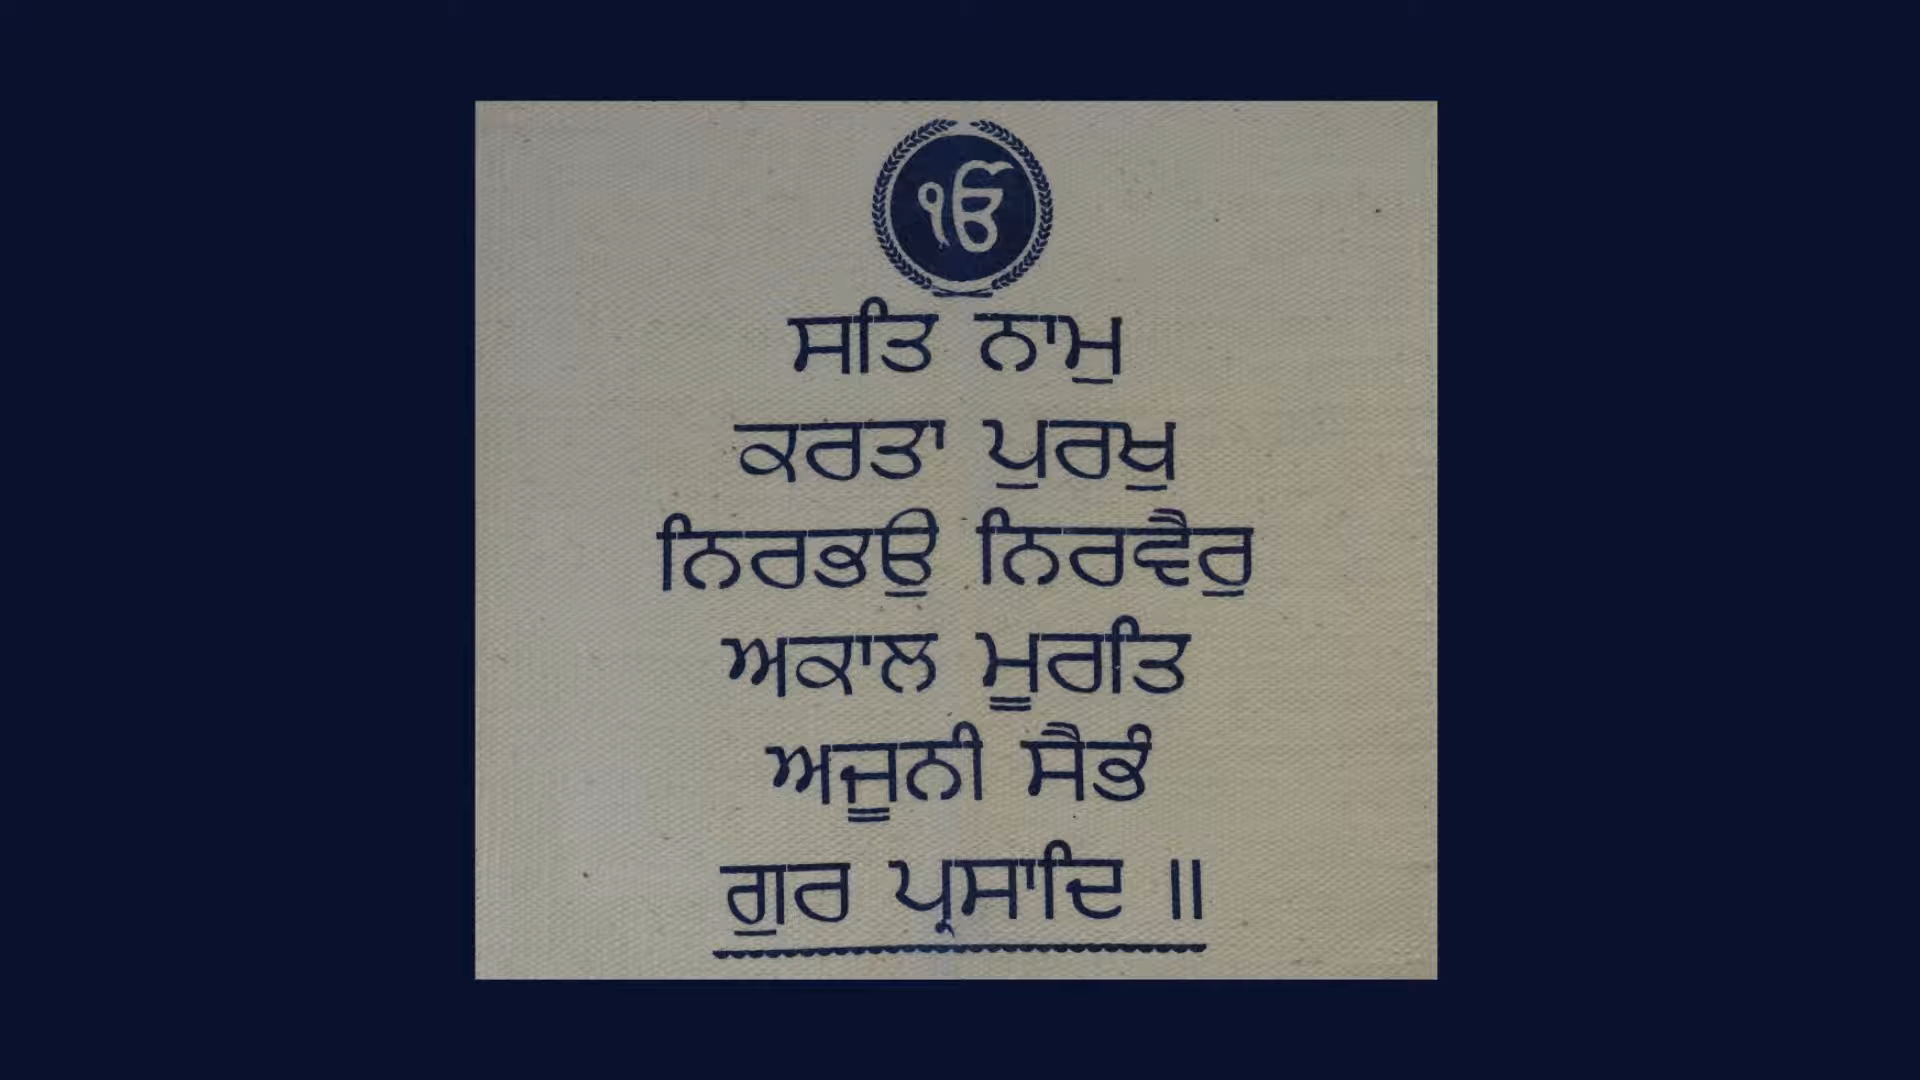 ੴ
ਸਤਿ ਨਾਮੁ
ਕਰਤਾ ਪੁਰਖੁ
ਨਿਰਭਉ ਨਿਰਵੈਰੁ
ਅਕਾਲ ਮੂਰਤਿ
ਅਜੂਨੀ ਸੈਭੰ
ਗੁਰ ਪ੍ਰਸਾਦਿ ॥